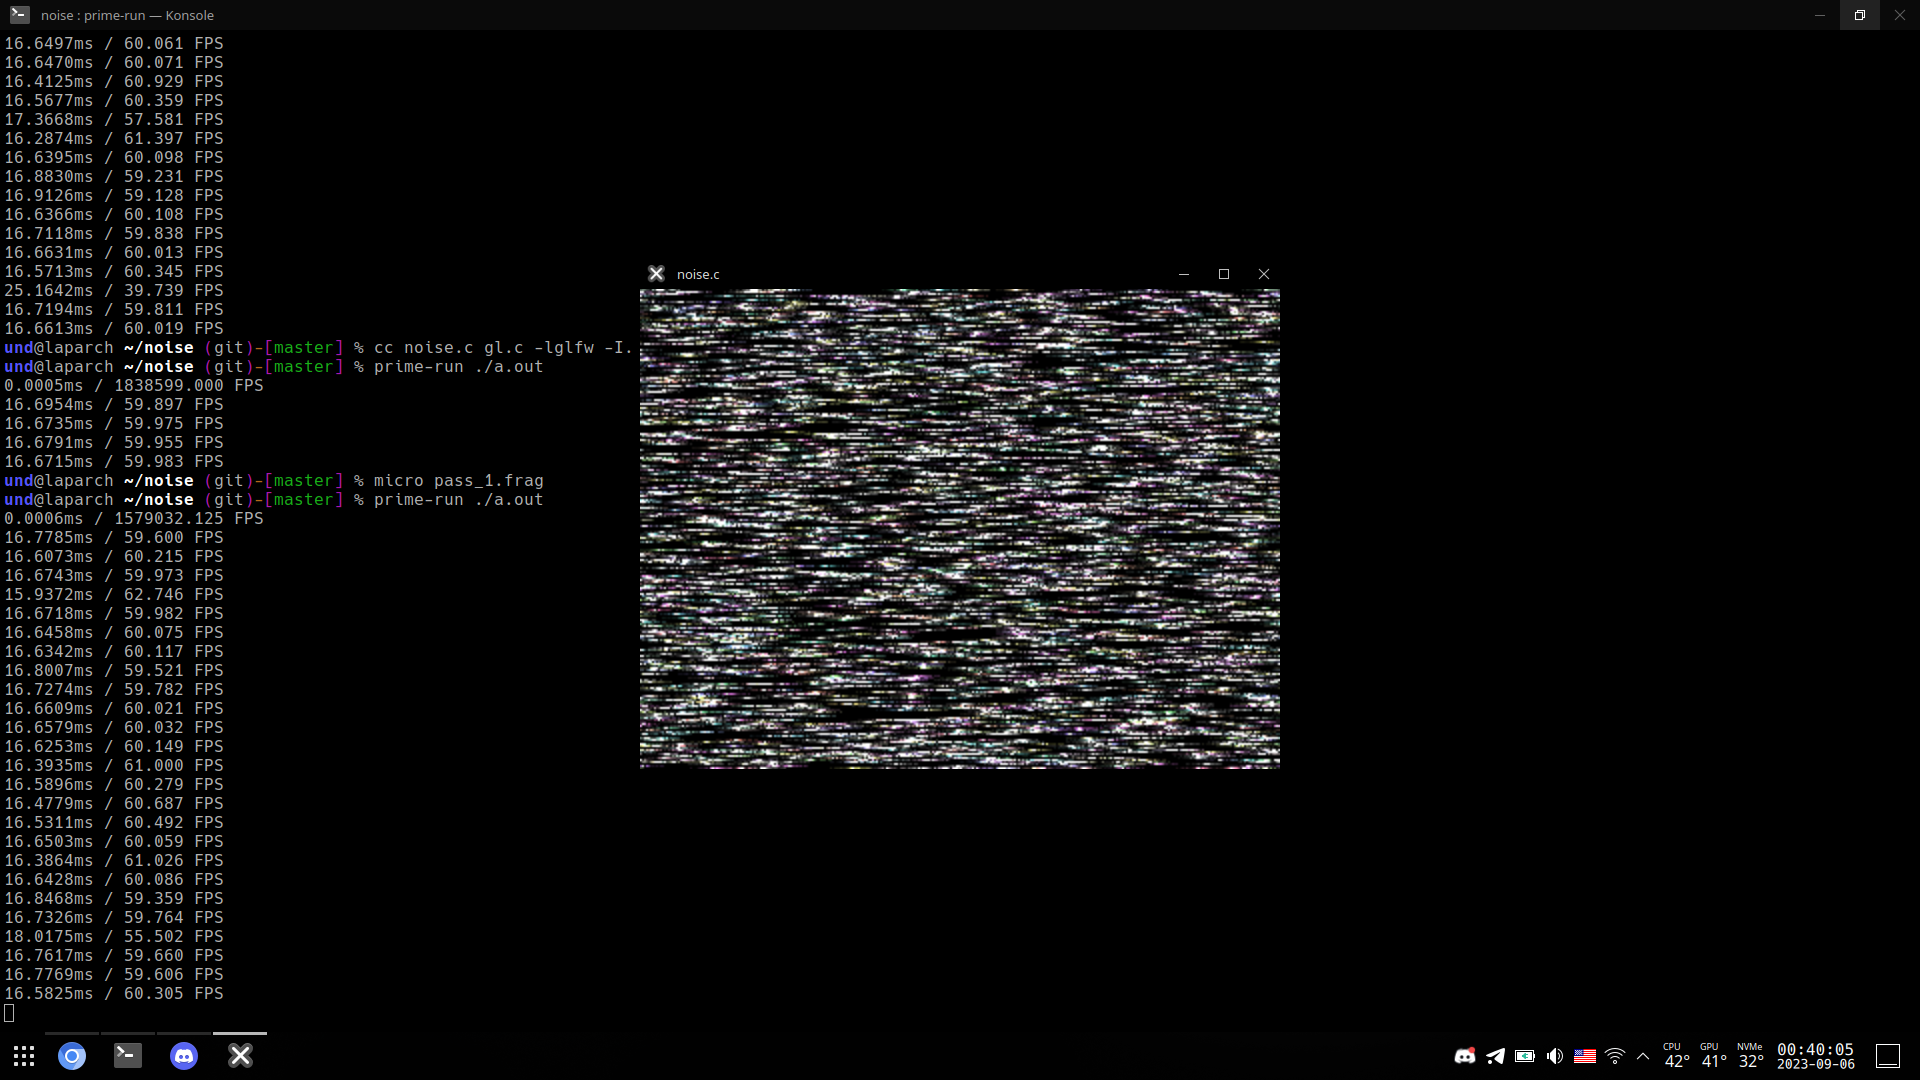 noise : prime-run — Konsole
16.6497ms / 60.061 FPS
16.6470ms / 60.071 FPS
16.4125ms / 60.929 FPS
16.5677ms / 60.359 FPS
17.3668ms / 57.581 FPS
16.2874ms / 61.397 FPS
16.6395ms / 60.098 FPS
16.8830ms / 59.231 FPS
16.9126ms / 59.128 FPS
16.6366ms / 60.108 FPS
16.7118ms / 59.838 FPS
16.6631ms / 60.013 FPS
16.5713ms / 60.345 FPS
25.1642ms / 39.739 FPS
16.7194ms / 59.811 FPS
16.6613ms / 60.019 FPS
und@laparch ~/noise (git)-[master] % cc noise.c gl.c -lglfw -I.
und@laparch ~/noise (git)-[master] % prime-run ./a.out
0.0005ms / 1838599.000 FPS
16.6954ms / 59.897 FPS
16.6735ms / 59.975 FPS
16.6791ms / 59.955 FPS
16.6715ms / 59.983 FPS
und@laparch ~/noise (git)-[master] % micro pass_1.frag
und@laparch ~/noise (git)-[master] % prime-run ./a.out
0.0006ms / 1579032.125 FPS
16.7785ms / 59.600 FPS
16.6073ms / 60.215 FPS
16.6743ms / 59.973 FPS
15.9372ms / 62.746 FPS
16.6718ms / 59.982 FPS
16.6458ms / 60.075 FPS
16.6342ms / 60.117 FPS
16.8007ms / 59.521 FPS
16.7274ms / 59.782 FPS
16.6609ms / 60.021 FPS
16.6579ms / 60.032 FPS
16.6253ms / 60.149 FPS
16.3935ms / 61.000 FPS
16.5896ms / 60.279 FPS
16.4779ms / 60.687 FPS
16.5311ms / 60.492 FPS
16.6503ms / 60.059 FPS
16.3864ms / 61.026 FPS
16.6428ms / 60.086 FPS
16.8468ms / 59.359 FPS
16.7326ms / 59.764 FPS
18.0175ms / 55.502 FPS
16.7617ms / 59.660 FPS
16.7769ms / 59.606 FPS
16.5825ms / 60.305 FPS
noise.c
CPU GPU NVMe
42° 41° 32°
00:40:05
2023-09-06